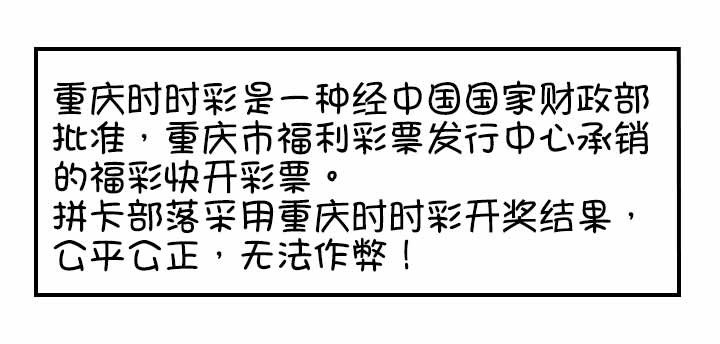 重庆时时彩是一种经中国国家财政部
批准，重庆市福利彩票发行中心承销
的福彩快开彩票。
拼卡部落采用重庆时时彩开奖结果，
公平公正，无法作弊！